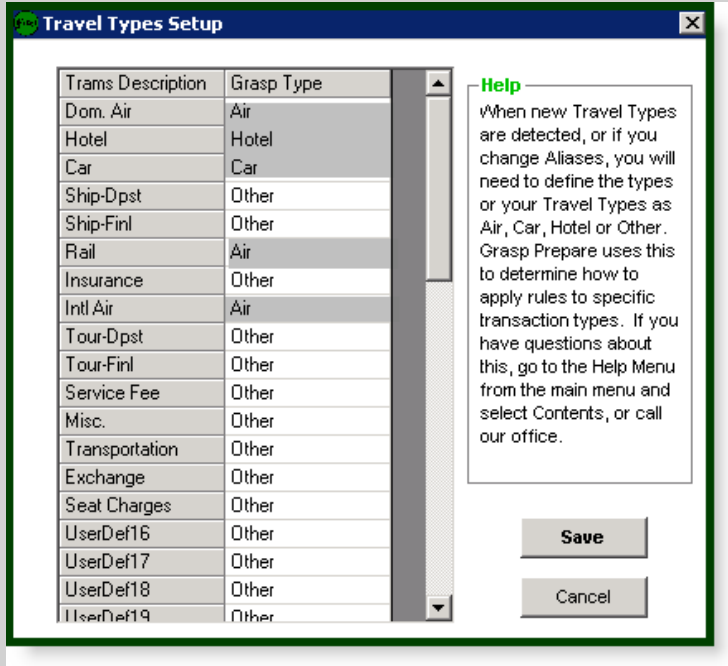 Travel Types Setup
Trams Description Grasp Type
Dom. Air Air
Hotel Hotel
Car Car
Ship-Dpst Other
Ship-Finl Other
Rail Air
Insurance Other
Intl Air Air
Tour-Dpst Other
Tour-Finl Other
Service Fee Other
Misc. Other
Transportation Other
Exchange Other
Seat Charges Other
UserDef16 Other
UserDef17 Other
UserDef18 Other
UserDef19 Other
Help
When new Travel Types
are detected, or if you
change Aliases, you will
need to define the types
or your Travel Types as
Air, Car, Hotel or Other.
Grasp Prepare uses this
to determine how to
apply rules to specific
transaction types. If you
have questions about
this, go to the Help Menu
from the main menu and
select Contents, or call
our office.
Save
Cancel